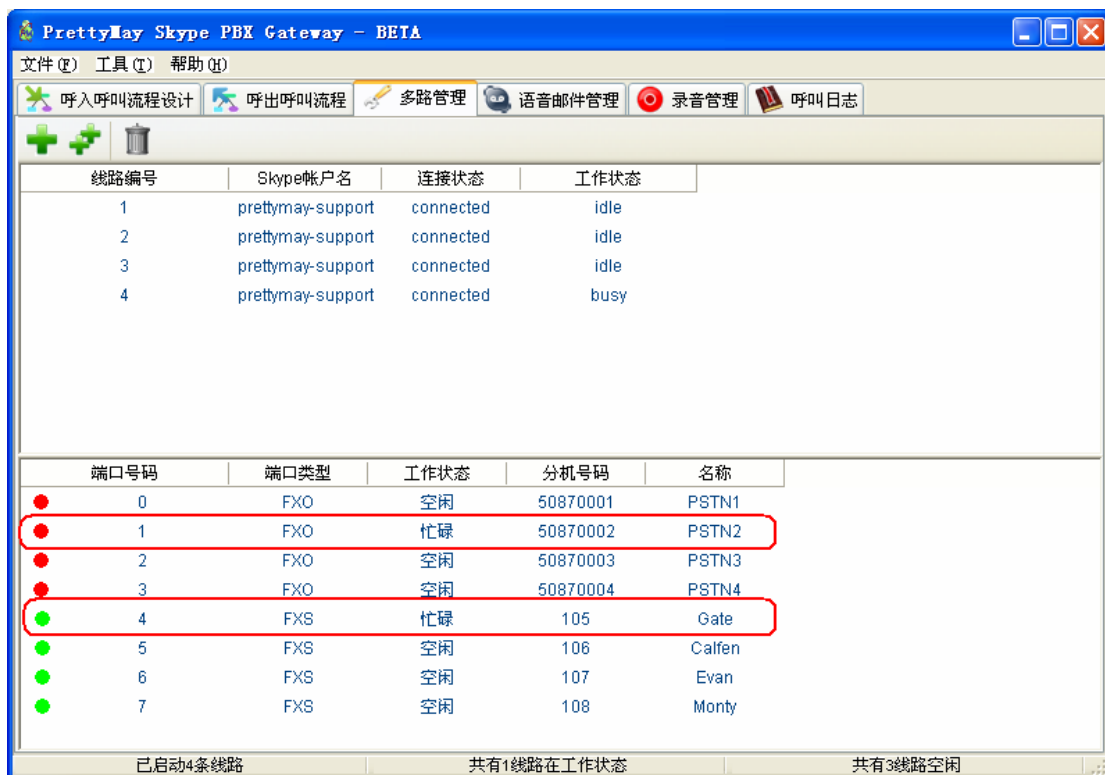 PrettyMay Skype PBX Gateway - BETA
文件(F) 工具(T) 帮助(H)
呼入呼叫流程设计 呼出呼叫流程 多路管理 语音邮件管理 录音管理 呼叫日志
线路编号 Skype帐户名 连接状态 工作状态
1 prettymay-support connected idle
2 prettymay-support connected idle
3 prettymay-support connected idle
4 prettymay-support connected busy
端口号码 端口类型 工作状态 分机号码 名称
0 FXO 空闲 50870001 PSTN1
1 FXO 忙碌 50870002 PSTN2
2 FXO 空闲 50870003 PSTN3
3 FXO 空闲 50870004 PSTN4
4 FXS 忙碌 105 Gate
5 FXS 空闲 106 Calfen
6 FXS 空闲 107 Evan
7 FXS 空闲 108 Monty
已启动4条线路 共有1线路在工作状态 共有3线路空闲